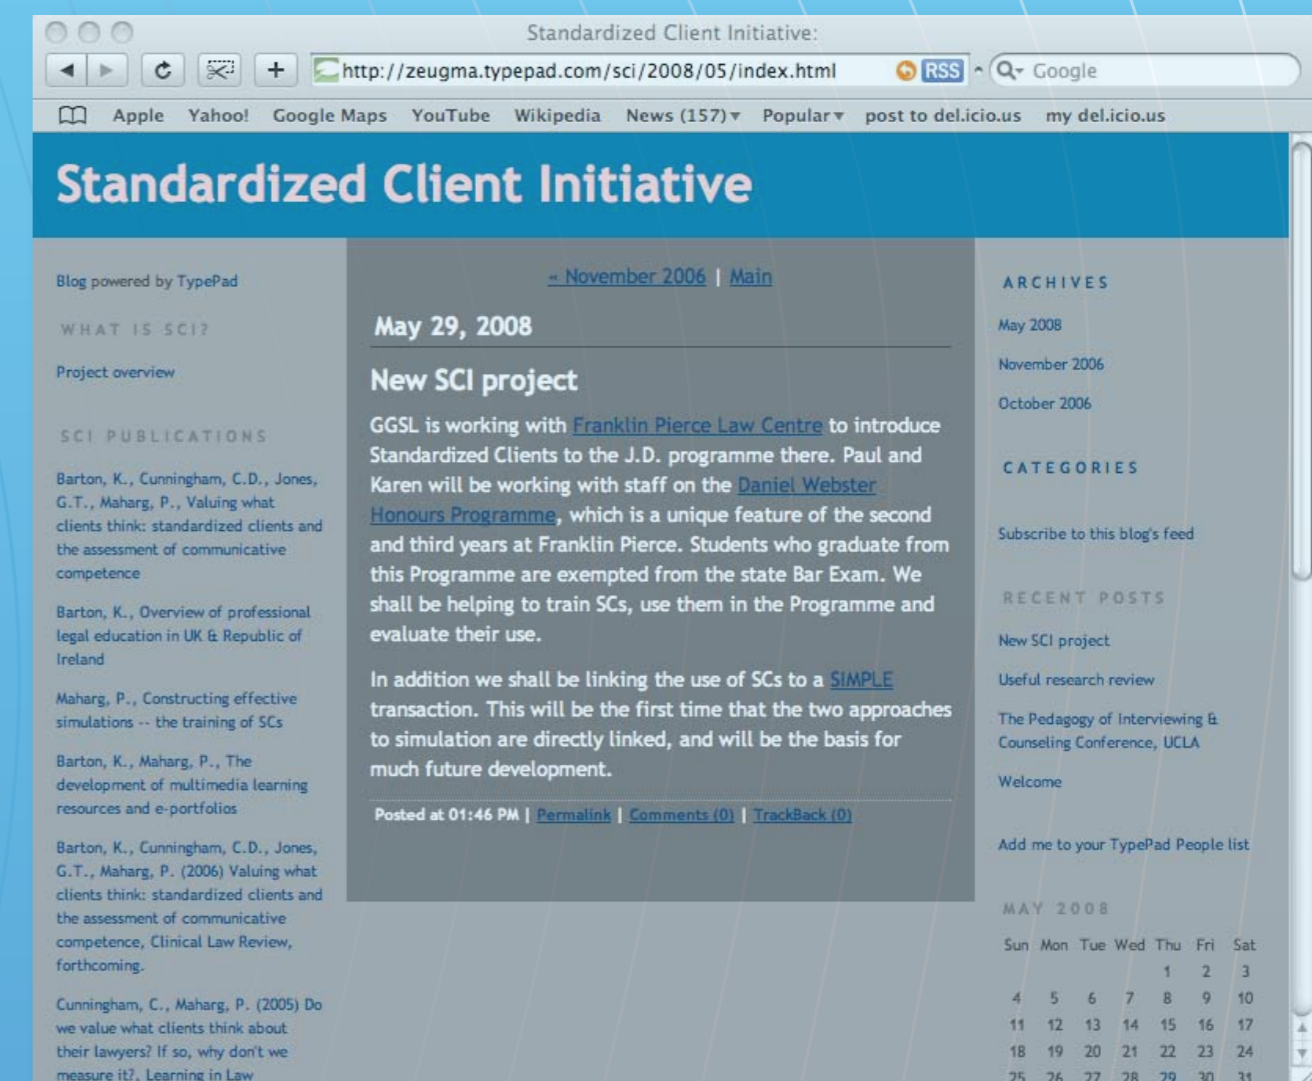 Standardized Client Initiative:
http://zeugma.typepad.com/sci/2008/05/index.html
RSS
Google
Apple Yahoo! Google Maps YouTube Wikipedia News (157) Popular post to del.icio.us my del.icio.us
Standardized Client Initiative
Blog powered by TypePad
WHAT IS SCI?
Project overview
SCI PUBLICATIONS
Barton, K., Cunningham, C.D., Jones,
G.T., Maharg, P., Valuing what
clients think: standardized clients and
the assessment of communicative
competence
Barton, K., Overview of professional
legal education in UK & Republic of
Ireland
Maharg, P., Constructing effective
simulations -- the training of SCs
Barton, K., Maharg, P., The
development of multimedia learning
resources and e-portfolios
Barton, K., Cunningham, C.D., Jones,
G.T., Maharg, P. (2006) Valuing what
clients think: standardized clients and
the assessment of communicative
competence, Clinical Law Review,
forthcoming.
Cunningham, C., Maharg, P. (2005) Do
we value what clients think about
their lawyers? If so, why don't we
measure it?, Learning in Law
« November 2006 | Main
May 29, 2008
New SCI project
GGSL is working with Franklin Pierce Law Centre to introduce
Standardized Clients to the J.D. programme there. Paul and
Karen will be working with staff on the Daniel Webster
Honours Programme, which is a unique feature of the second
and third years at Franklin Pierce. Students who graduate from
this Programme are exempted from the state Bar Exam. We
shall be helping to train SCs, use them in the Programme and
evaluate their use.
In addition we shall be linking the use of SCs to a SIMPLE
transaction. This will be the first time that the two approaches
to simulation are directly linked, and will be the basis for
much future development.
Posted at 01:46 PM | Permalink | Comments (0) | TrackBack (0)
ARCHIVES
May 2008
November 2006
October 2006
CATEGORIES
Subscribe to this blog's feed
RECENT POSTS
New SCI project
Useful research review
The Pedagogy of Interviewing &
Counseling Conference, UCLA
Welcome
Add me to your TypePad People list
MAY 2008
Sun Mon Tue Wed Thu Fri Sat
1 2 3
4 5 6 7 8 9 10
11 12 13 14 15 16 17
18 19 20 21 22 23 24
25 26 27 28 29 30 31